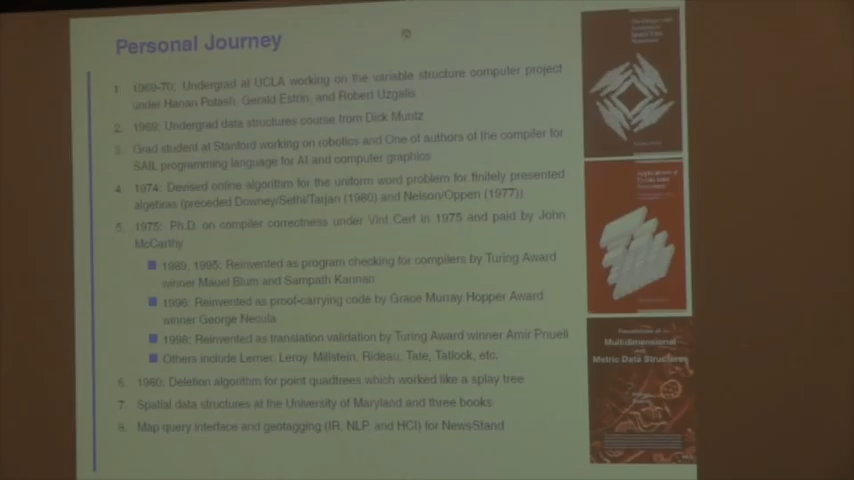 Personal Journey
1. 1969-70: Undergrad at UCLA working on the variable structure computer project
under Harian Potash, Gerald Estrin, and Robert Uzgalis
2. 1969: Undergrad data structures course from Dick Muntz
3. Grad student at Stanford working on robotics and One of authors of the compiler for
SAIL programming language for AI and computer graphics
4. 1974: Devised online algorithm for the uniform word problem for finitely presented
algebras (preceded Downey/Sethi/Tarjan (1980) and Nelson/Oppen (1977))
5. 1975: Ph.D. on compiler correctness under Vint Cerf in 1975 and paid by John
McCarthy
1989, 1995: Reinvented as program checking for compilers by Turing Award
winner Mauel Blum and Sampath Kannan
1996: Reinvented as proof-carrying code by Grace Murray Hopper Award
winner George Necula
1998: Reinvented as translation validation by Turing Award winner Amir Pnueli
Others include Lerner, Leroy, Millstein, Rideau, Tate, Tatlock, etc.
6. 1980: Deletion algorithm for point quadtrees which worked like a splay tree
7. Spatial data structures at the University of Maryland and three books
8. Map query interface and geotagging (IR, NLP, and HCI) for NewsStand
Foundations of
Multidimensional
and
Metric Data Structures